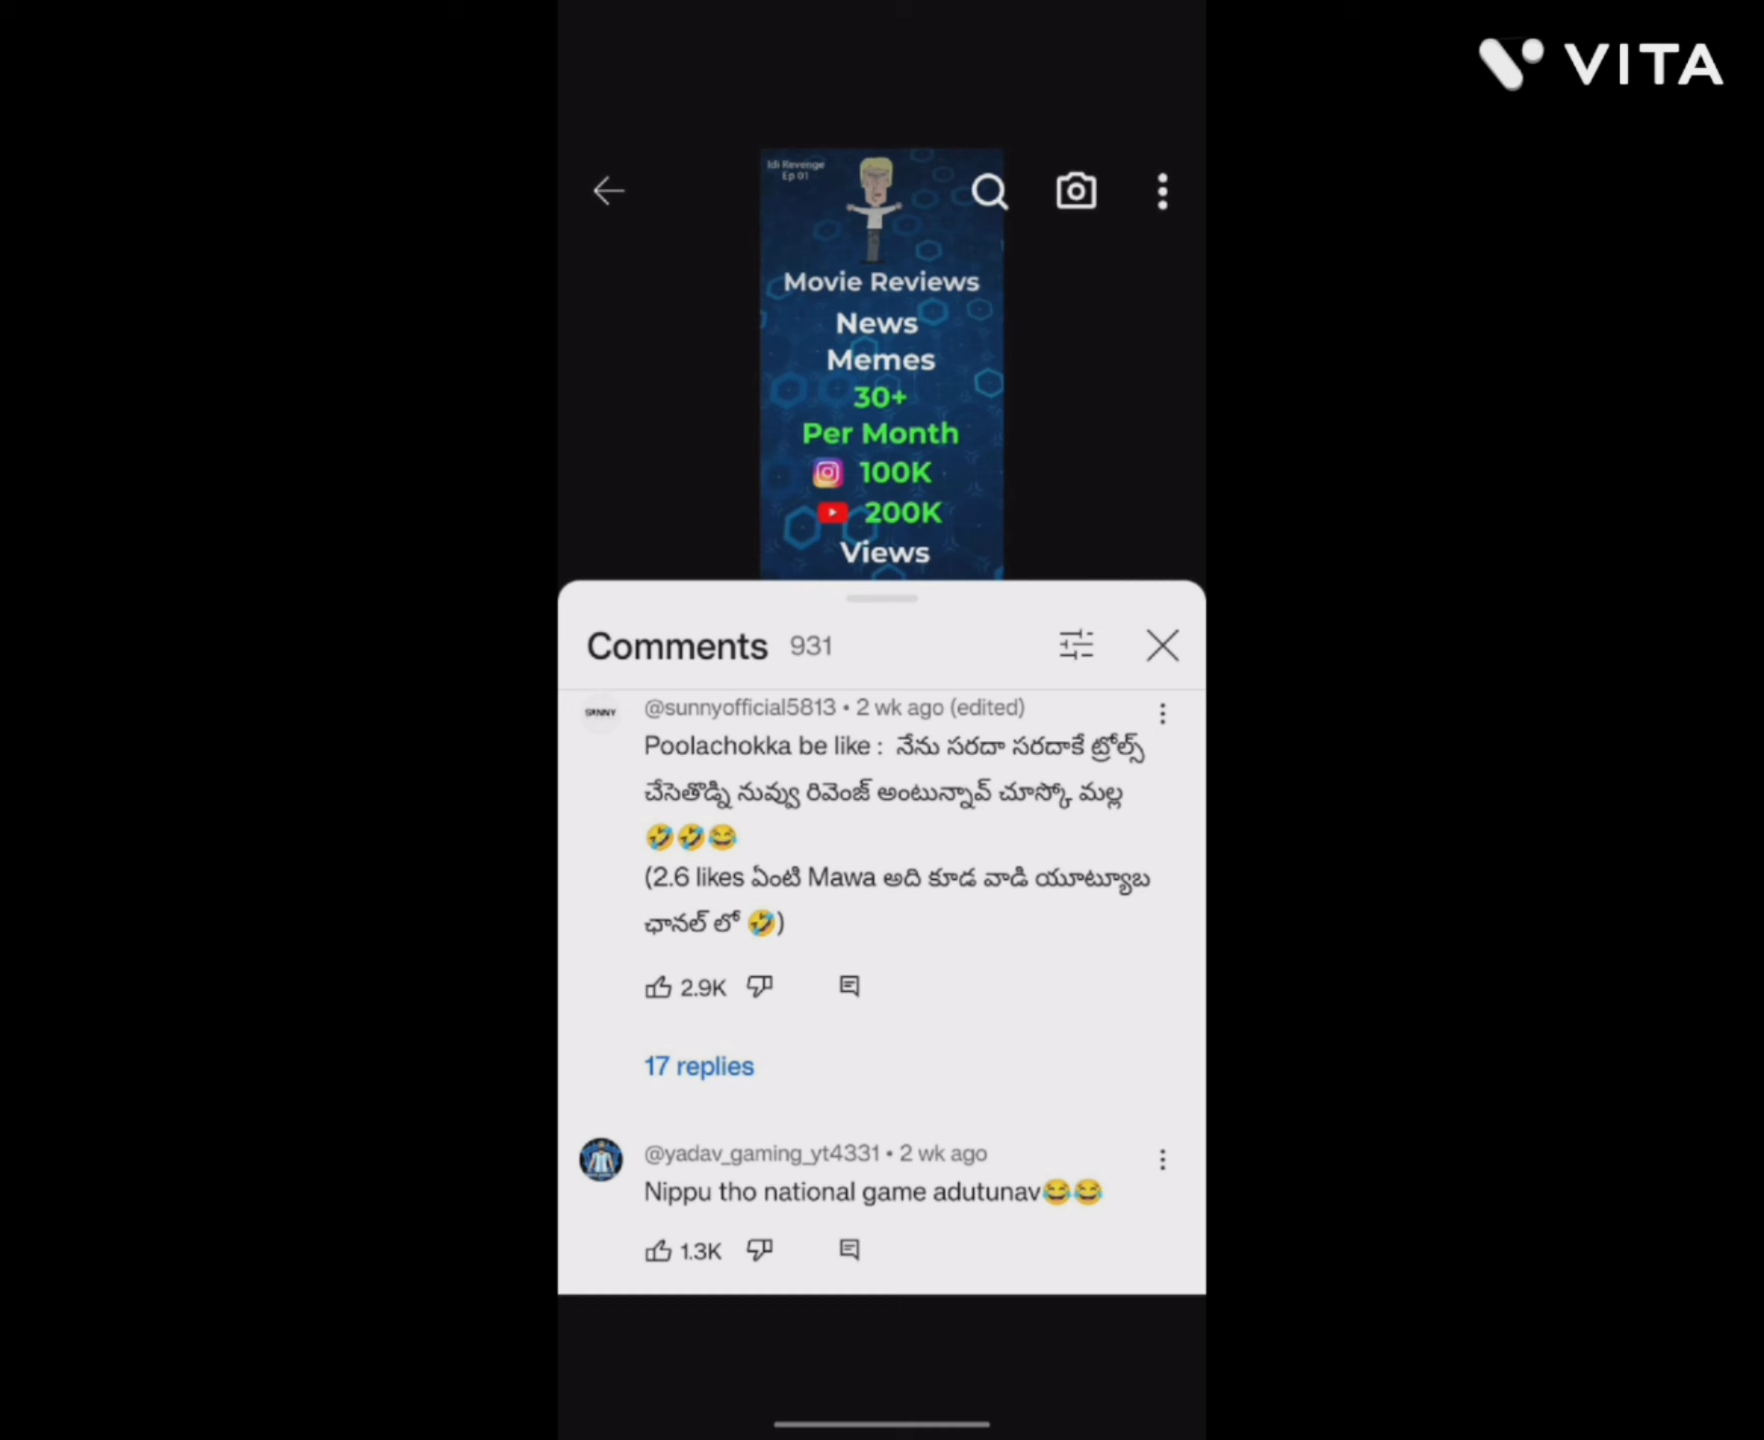 VITA
Idi Revenge
Ep 01
Movie Reviews
News
Memes
30+
Per Month
100K
200K
Views
Comments 931
SUNNY
@sunnyofficial5813 • 2 wk ago (edited)
Poolachokka be like : నేను సరదా సరదాకే ట్రోల్స్
చేసెతొడ్ని నువ్వు రివెంజ్ అంటున్నావ్ చూస్కో మల్ల
🤣🤣😂
(2.6 likes ఏంటి Mawa అది కూడ వాడి యూట్యూబ
ఛానల్ లో 🤣)
2.9K
17 replies
@yadav_gaming_yt4331 • 2 wk ago
Nippu tho national game adutunav😂😂
1.3K